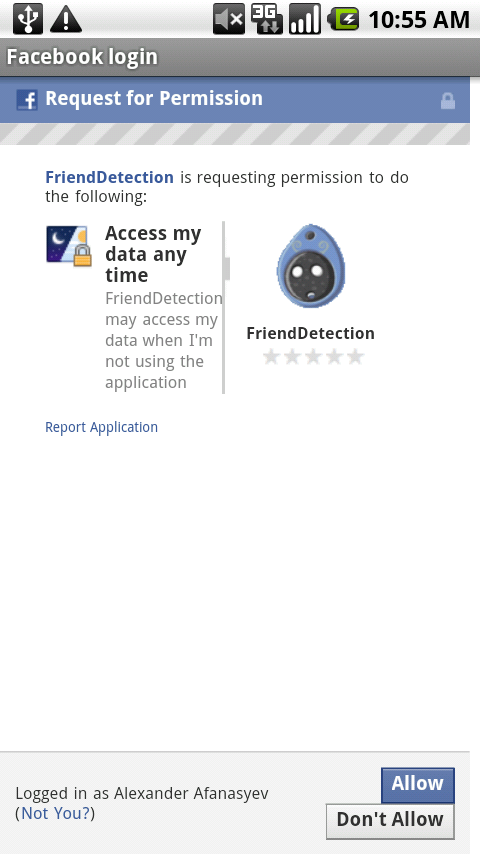 3G 10:55 AM
Facebook login
f Request for Permission
FriendDetection is requesting permission to do
the following:
Access my
data any
time
FriendDetection
may access my
data when I'm
not using the
application
FriendDetection
Report Application
Logged in as Alexander Afanasyev
(Not You?)
Allow
Don't Allow